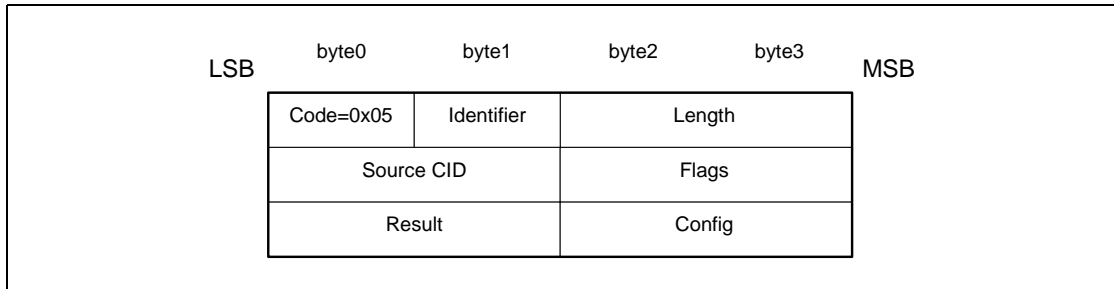 LSB byte0 byte1 byte2 byte3 MSB
Code=0x05 Identifier Length
Source CID Flags
Result Config